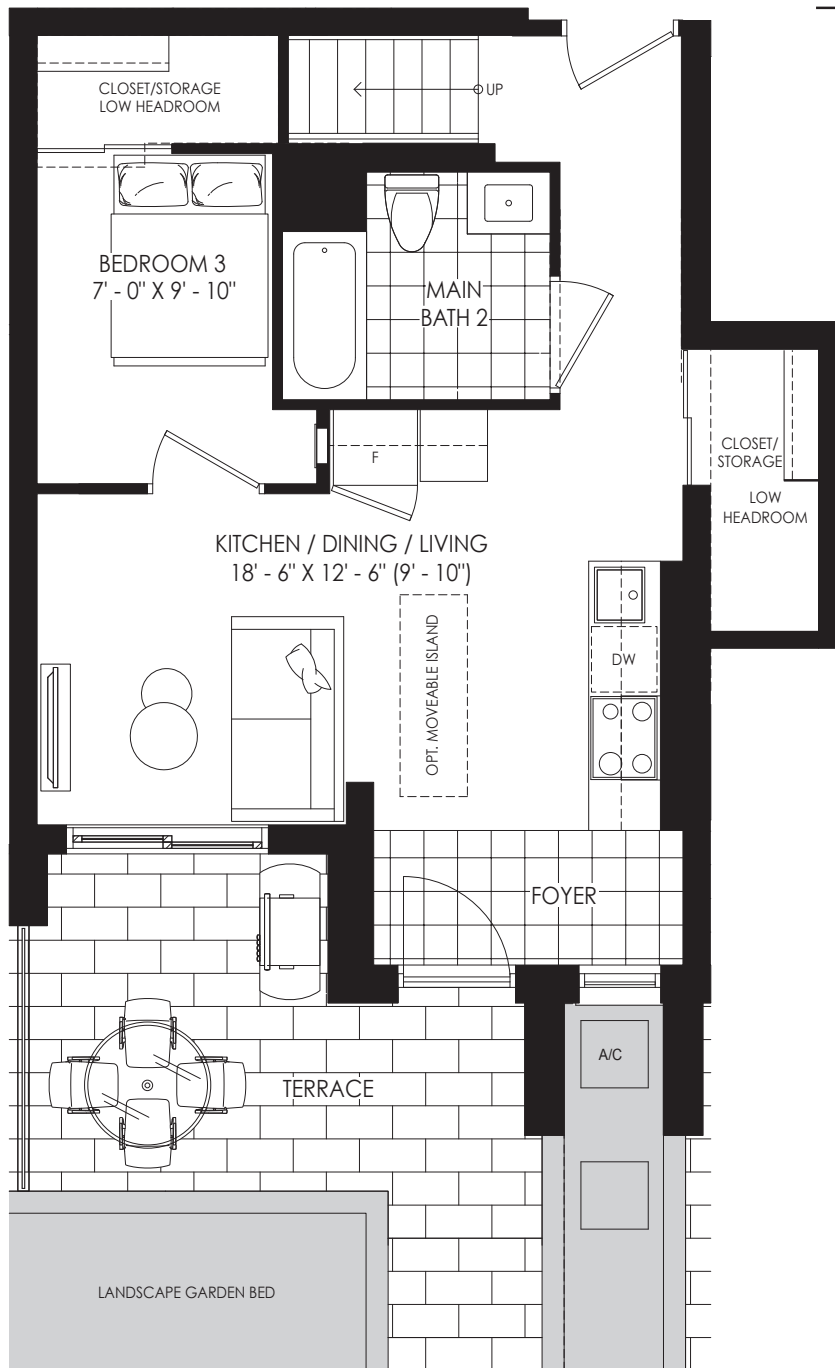 CLOSET/STORAGE
LOW HEADROOM
UP
BEDROOM 3
7' - 0" X 9' - 10"
MAIN
BATH 2
F
CLOSET/
STORAGE
LOW
HEADROOM
KITCHEN / DINING / LIVING
18' - 6" X 12' - 6" (9' - 10")
OPT. MOVEABLE ISLAND
DW
FOYER
A/C
TERRACE
LANDSCAPE GARDEN BED